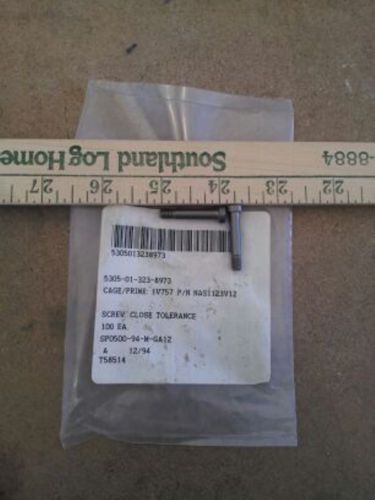 Southland Log Home
-8884
27 26 25 24 23 22 21
5305013238973
5305-01-323-8973
CAGE/PRIME: 1V757 P/N NAS1123V12
SCREW, CLOSE TOLERANCE
100 EA
SP0500-94-M-GA12
A 12/94
T58514